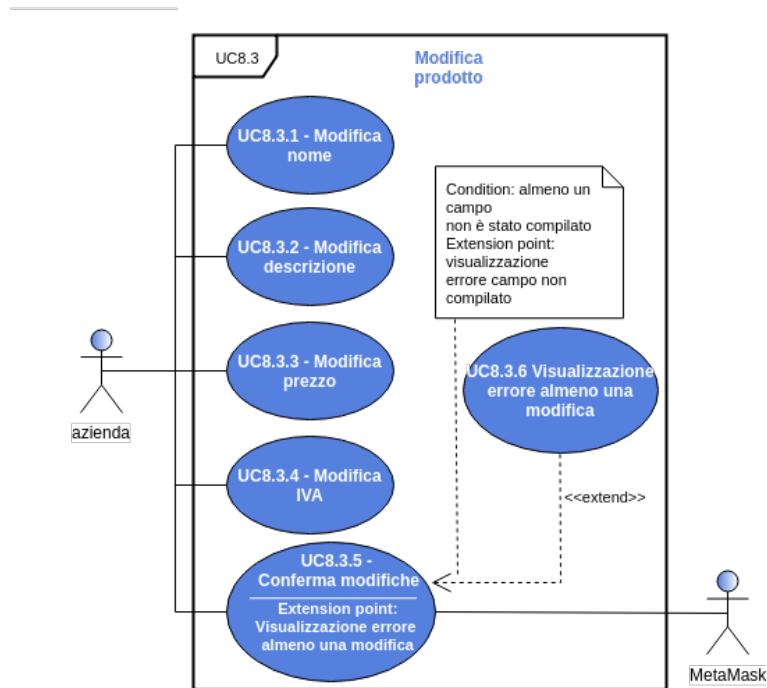 UC8.3
Modifica
prodotto
UC8.3.1 - Modifica
nome
Condition: almeno un
campo
non è stato compilato
Extension point:
visualizzazione
errore campo non
compilato
UC8.3.2 - Modifica
descrizione
UC8.3.3 - Modifica
prezzo
UC8.3.6 Visualizzazione
errore almeno una
modifica
azienda
UC8.3.4 - Modifica
IVA
<<extend>>
UC8.3.5 -
Conferma modifiche
Extension point:
Visualizzazione errore
almeno una modifica
MetaMask